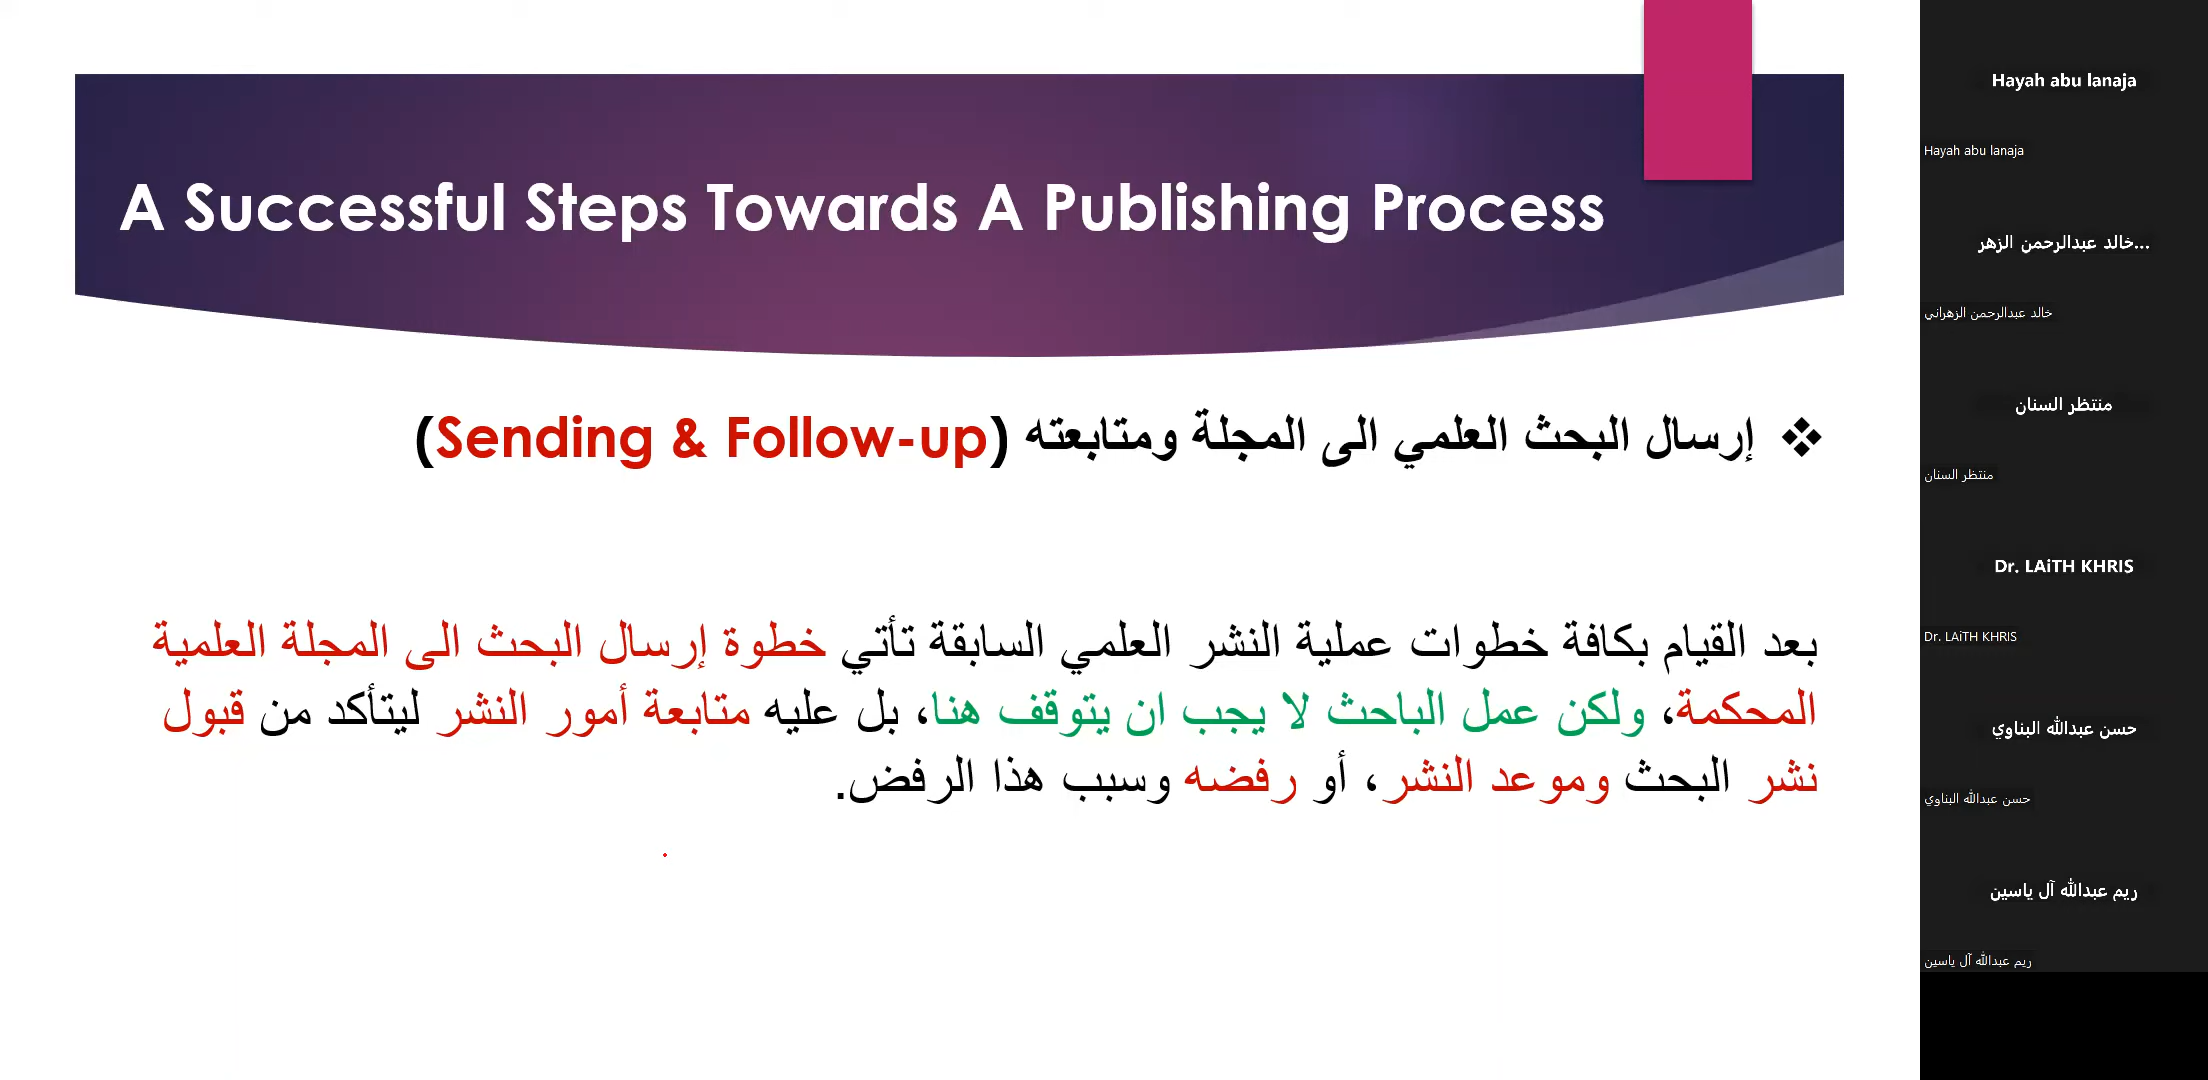 A Successful Steps Towards A Publishing Process
❖ إرسال البحث العلمي الى المجلة ومتابعته (Sending & Follow-up)
بعد القيام بكافة خطوات عملية النشر العلمي السابقة تأتي خطوة إرسال البحث الى المجلة العلمية
المحكمة، ولكن عمل الباحث لا يجب ان يتوقف هنا، بل عليه متابعة أمور النشر ليتأكد من قبول
نشر البحث وموعد النشر، أو رفضه وسبب هذا الرفض.
Hayah abu lanaja
Hayah abu lanaja
خالد عبدالرحمن الزهر...
خالد عبدالرحمن الزهراني
منتظر السنان
منتظر السنان
Dr. LAiTH KHRIS
Dr. LAiTH KHRIS
حسن عبدالله البناوي
حسن عبدالله البناوي
ريم عبدالله آل ياسين
ريم عبدالله آل ياسين